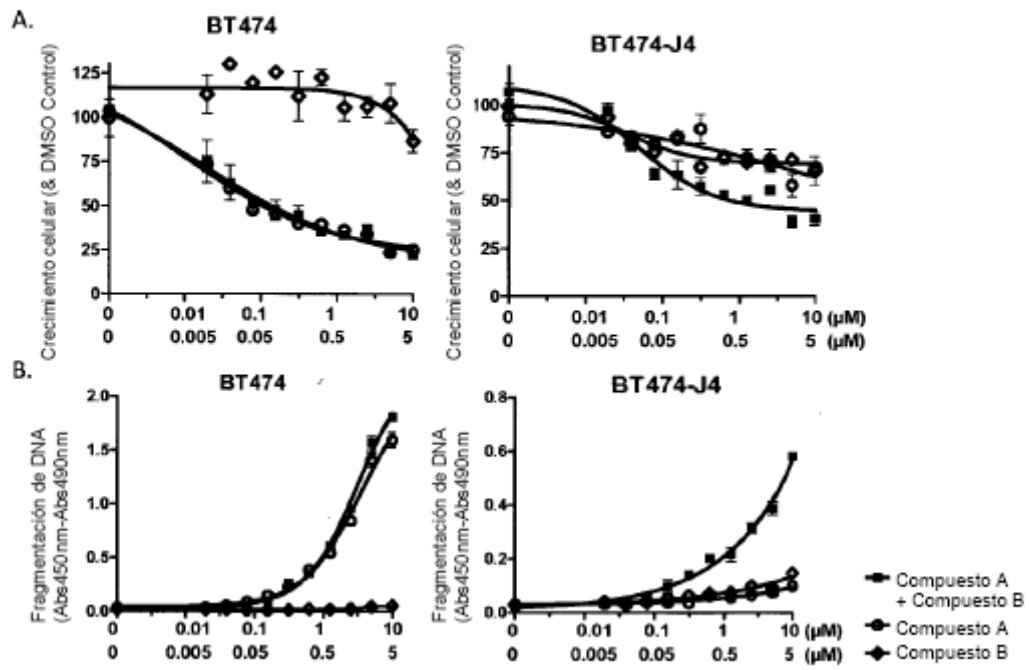 A.
BT474
Crecimiento celular (& DMSO Control)
125
100
75
50
25
0
0 0.01 0.1 1 10
0 0.005 0.05 0.5 5
BT474-J4
Crecimiento celular (& DMSO Control)
100
75
50
25
0
0 0.01 0.1 1 10 (µM)
0 0.005 0.05 0.5 5 (µM)
B.
BT474
Fragmentación de DNA
(Abs450nm-Abs490nm
2.0
1.5
1.0
0.5
0.0
0 0.01 0.1 1 10
0 0.005 0.05 0.5 5
BT474-J4
Fragmentación de DNA
(Abs450nm-Abs490nm
0.8
0.6
0.4
0.2
0.0
0 0.01 0.1 1 10 (µM)
0 0.005 0.05 0.5 5 (µM)
Compuesto A
+ Compuesto B
Compuesto A
Compuesto B